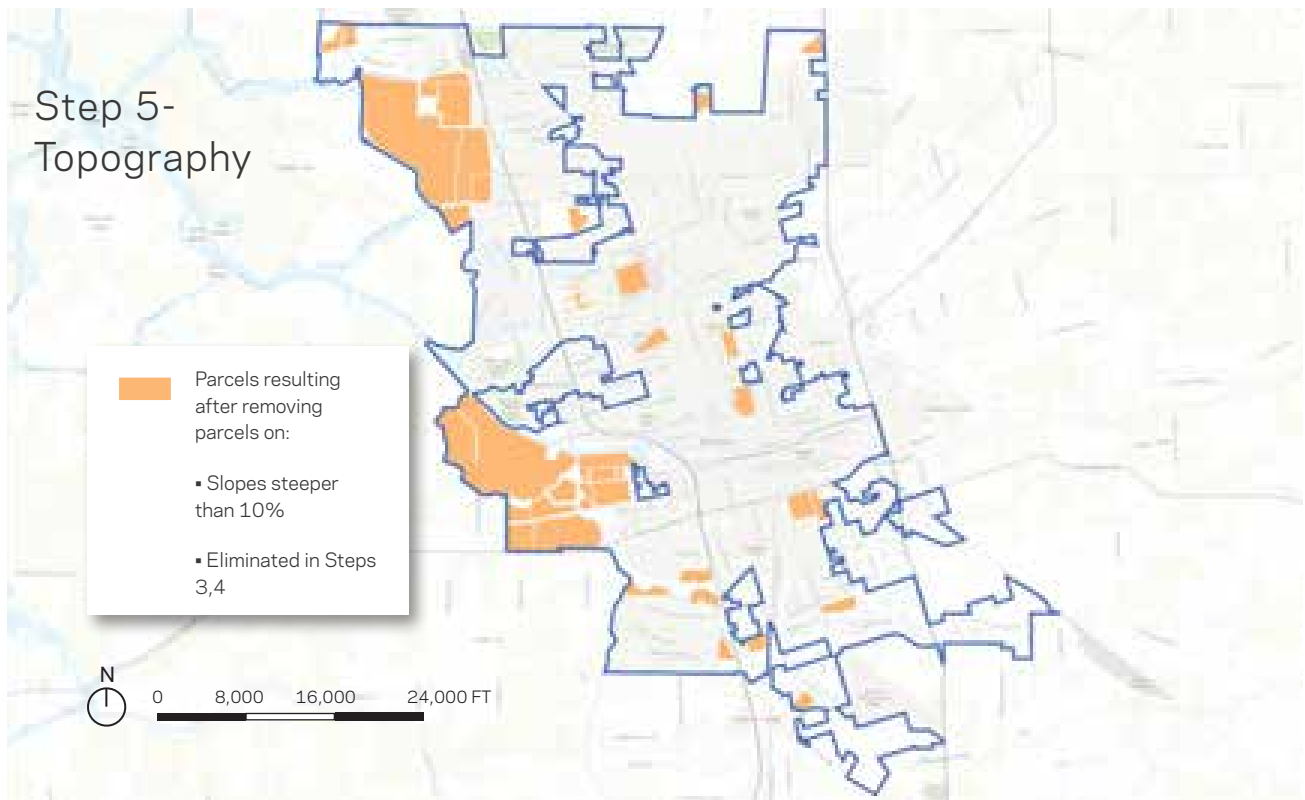 Step 5-
Topography
Parcels resulting
after removing
parcels on:
▪ Slopes steeper
than 10%
▪ Eliminated in Steps
3,4
N
0 8,000 16,000 24,000 FT